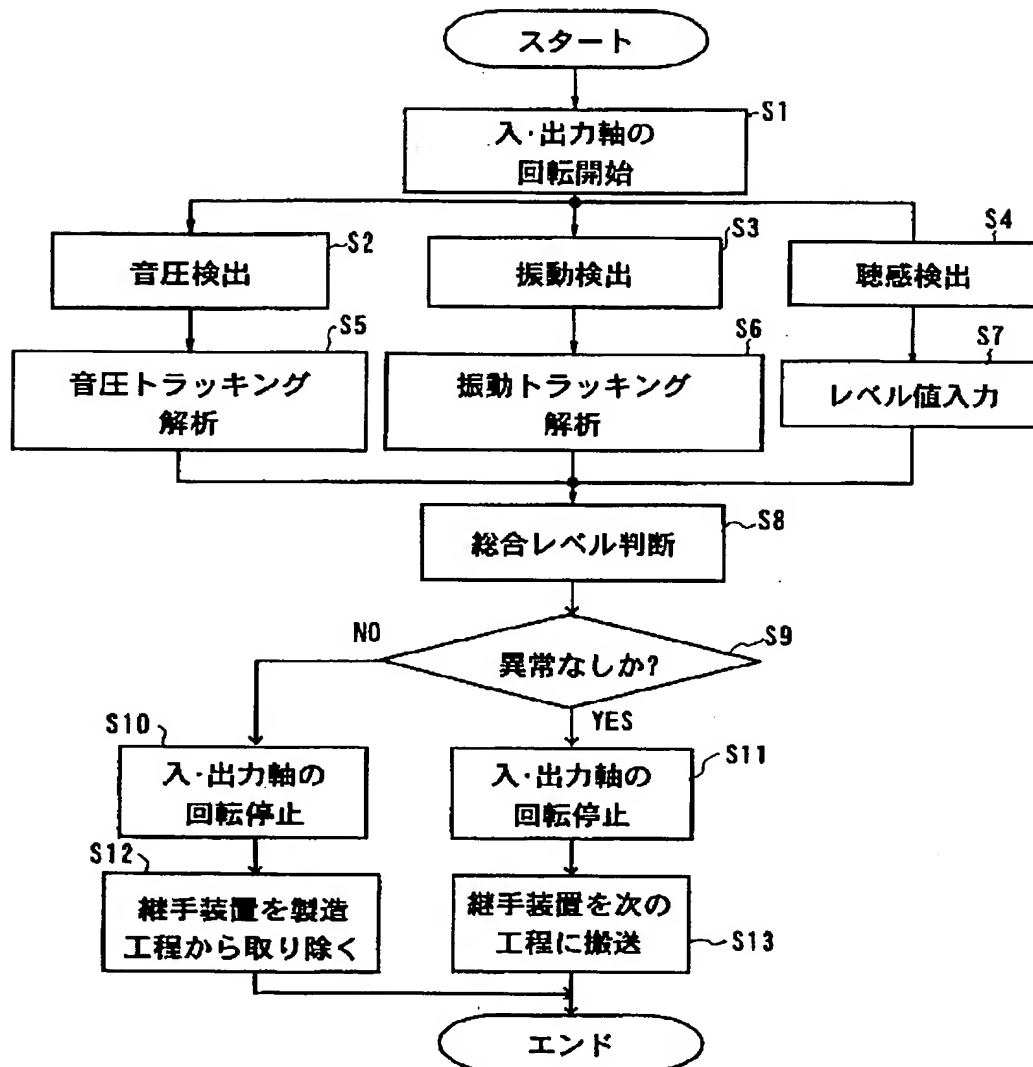 スタート
S1
入・出力軸の
回転開始
S2
音圧検出
S3
振動検出
S4
聴感検出
S5
音圧トラッキング
解析
S6
振動トラッキング
解析
S7
レベル値入力
S8
総合レベル判断
S9
異常なしか?
NO
YES
S10
入・出力軸の
回転停止
S11
入・出力軸の
回転停止
S12
継手装置を製造
工程から取り除く
継手装置を次の
工程に搬送
S13
エンド